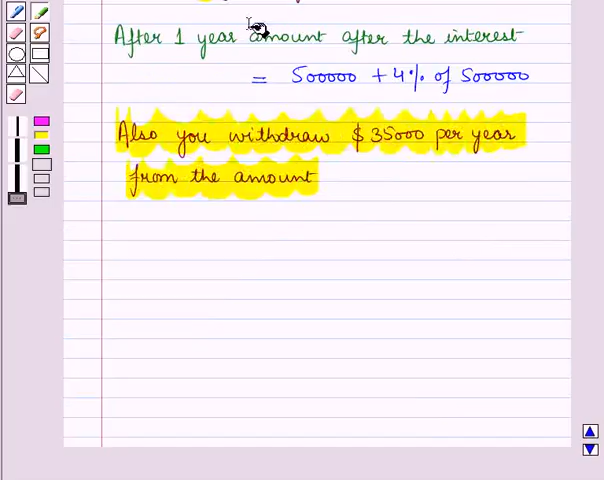 After 1 year amount after the interest
= 500000 + 4% of 500000
Also you withdraw $ 35000 per year
from the amount